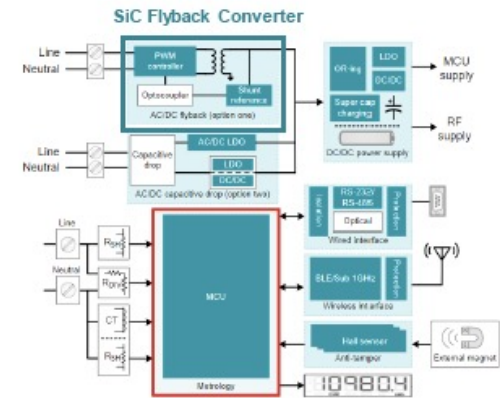 SiC Flyback Converter
Line
Neutral
PWM
controller
Optocoupler
Shunt
reference
AC/DC flyback (option one)
Line
Neutral
Capacitive
drop
AC/DC LDO
LDO
DC/DC
AC/DC capacitive drop (option two)
OR-ing
LDO
DC/DC
Super cap
charging
DC/DC power supply
MCU
supply
RF
supply
Line
Neutral
RSH
RDIV
CT
RSH
MCU
Metrology
Isolation
RS-232/
RS-485
Optical
Protection
Wired Interface
BLE/Sub 1GHz
Protection
Wireless interface
Hall sensor
Anti-tamper
External magnet
10980.4